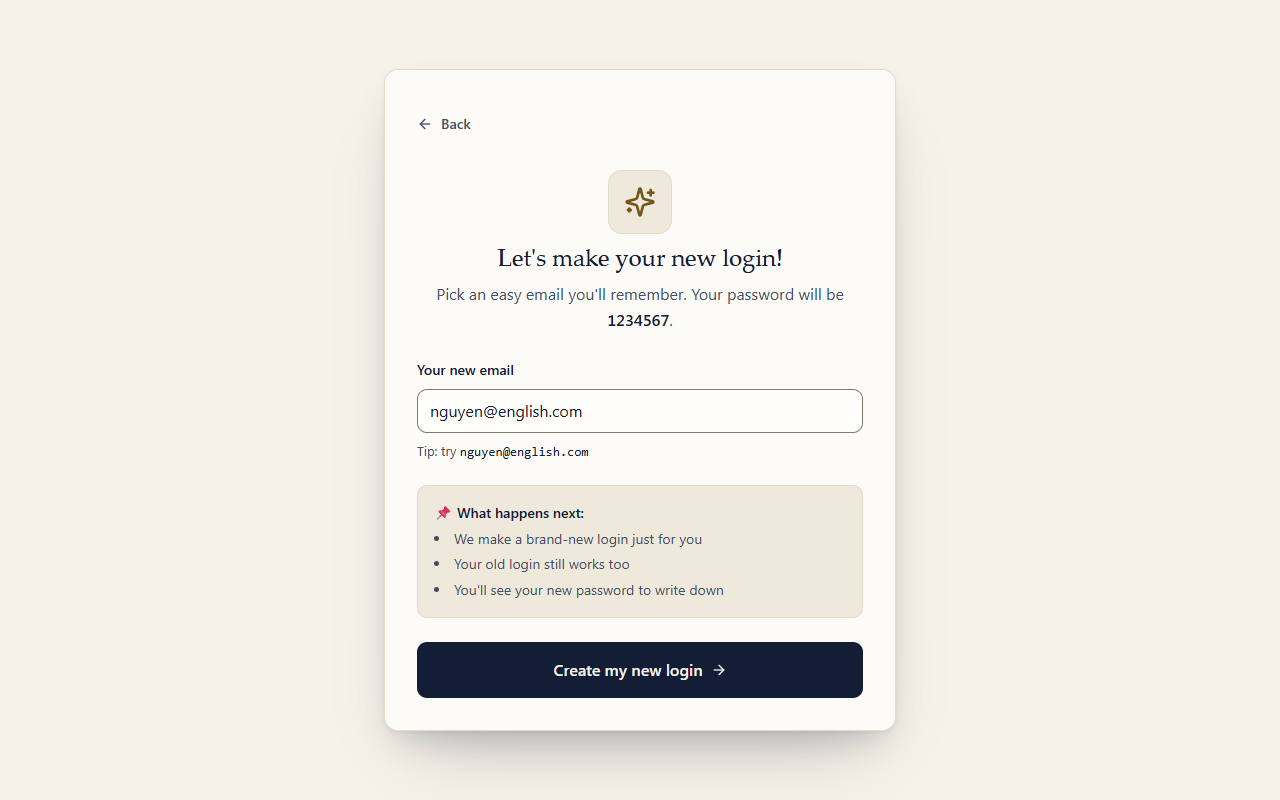 Back
Let's make your new login!
Pick an easy email you'll remember. Your password will be
1234567.
Your new email
nguyen@english.com
Tip: try nguyen@english.com
📌 What happens next:
• We make a brand-new login just for you
• Your old login still works too
• You'll see your new password to write down
Create my new login →